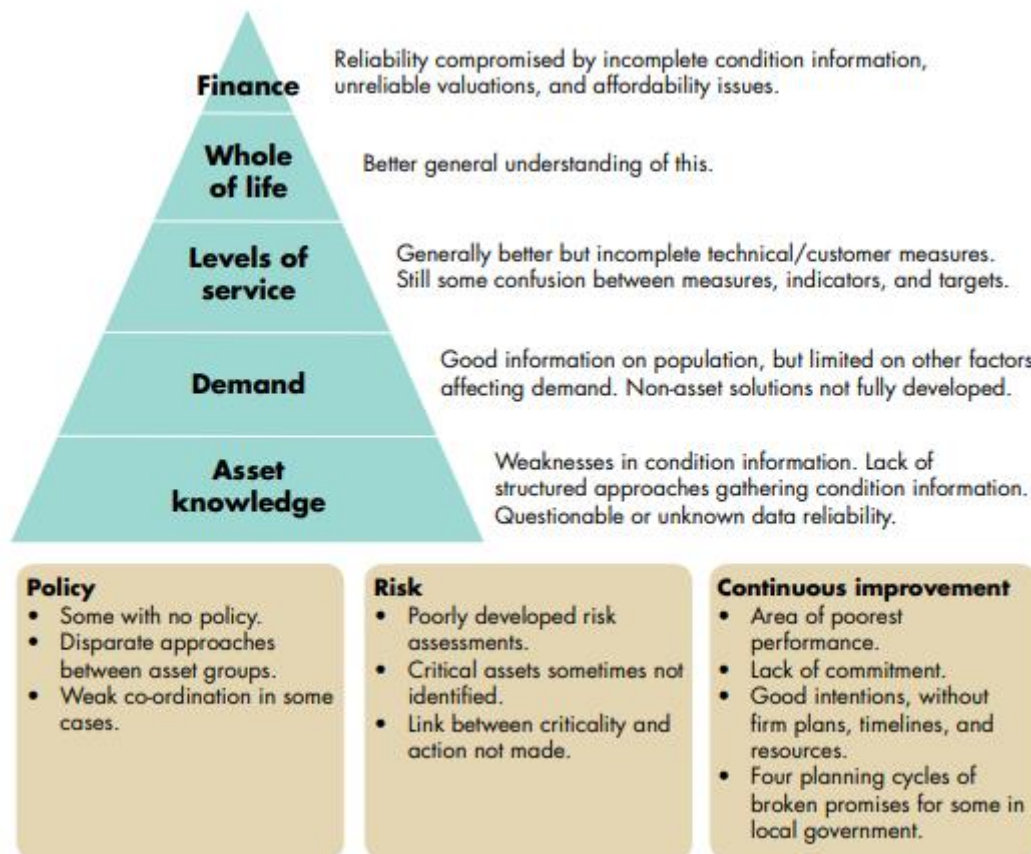 Finance
Reliability compromised by incomplete condition information,
unreliable valuations, and affordability issues.
Whole
of life
Better general understanding of this.
Levels of
service
Generally better but incomplete technical/customer measures.
Still some confusion between measures, indicators, and targets.
Demand
Good information on population, but limited on other factors
affecting demand. Non-asset solutions not fully developed.
Asset
knowledge
Weaknesses in condition information. Lack of
structured approaches gathering condition information.
Questionable or unknown data reliability.
Policy
• Some with no policy.
• Disparate approaches
between asset groups.
• Weak co-ordination in some
cases.
Risk
• Poorly developed risk
assessments.
• Critical assets sometimes not
identified.
• Link between criticality and
action not made.
Continuous improvement
• Area of poorest
performance.
• Lack of commitment.
• Good intentions, without
firm plans, timelines, and
resources.
• Four planning cycles of
broken promises for some in
local government.